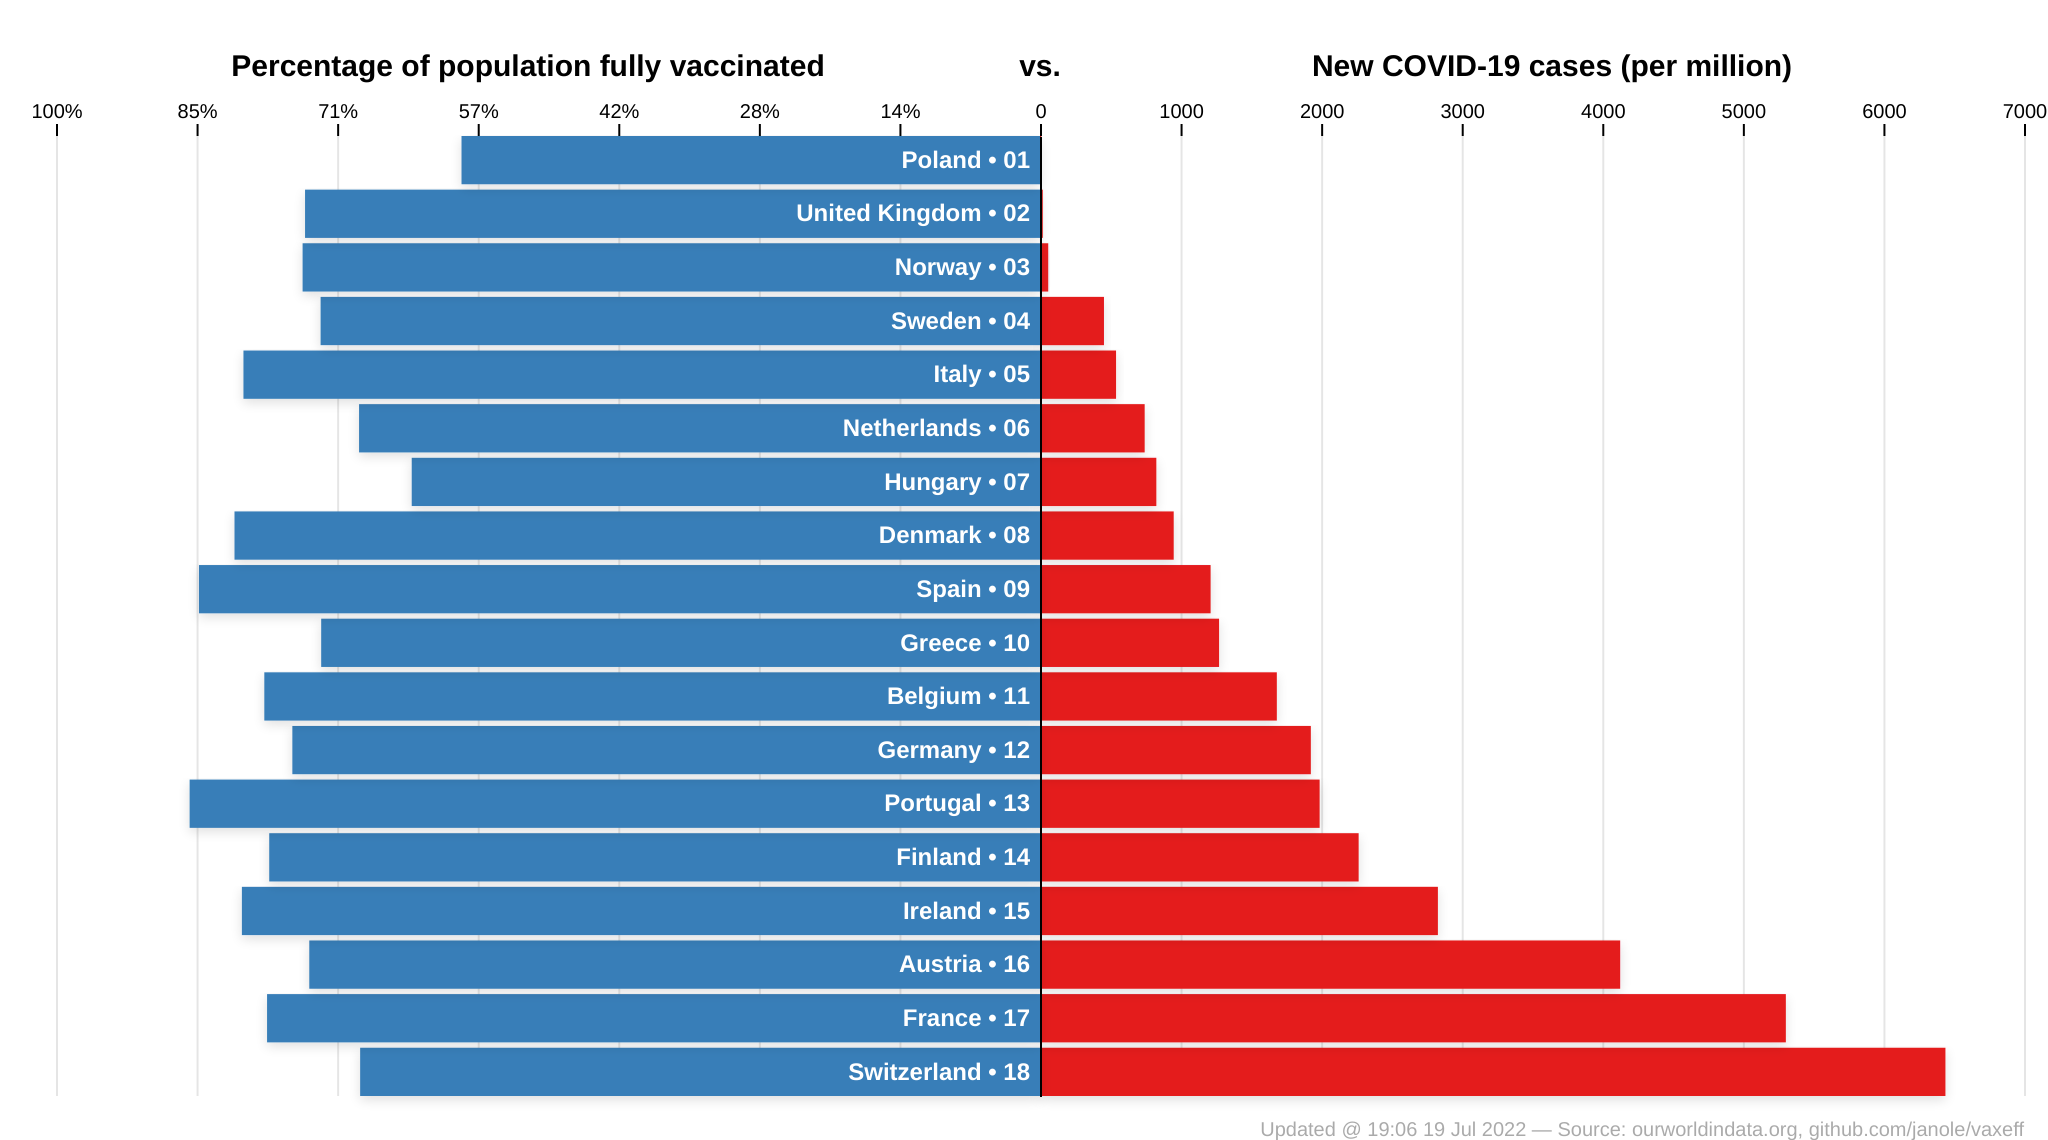 Percentage of population fully vaccinated vs. New COVID-19 cases (per million)
100% 85% 71% 57% 42% 28% 14% 0 1000 2000 3000 4000 5000 6000 7000
Poland • 01
United Kingdom • 02
Norway • 03
Sweden • 04
Italy • 05
Netherlands • 06
Hungary • 07
Denmark • 08
Spain • 09
Greece • 10
Belgium • 11
Germany • 12
Portugal • 13
Finland • 14
Ireland • 15
Austria • 16
France • 17
Switzerland • 18
Updated @ 19:06 19 Jul 2022 — Source: ourworldindata.org, github.com/janole/vaxeff